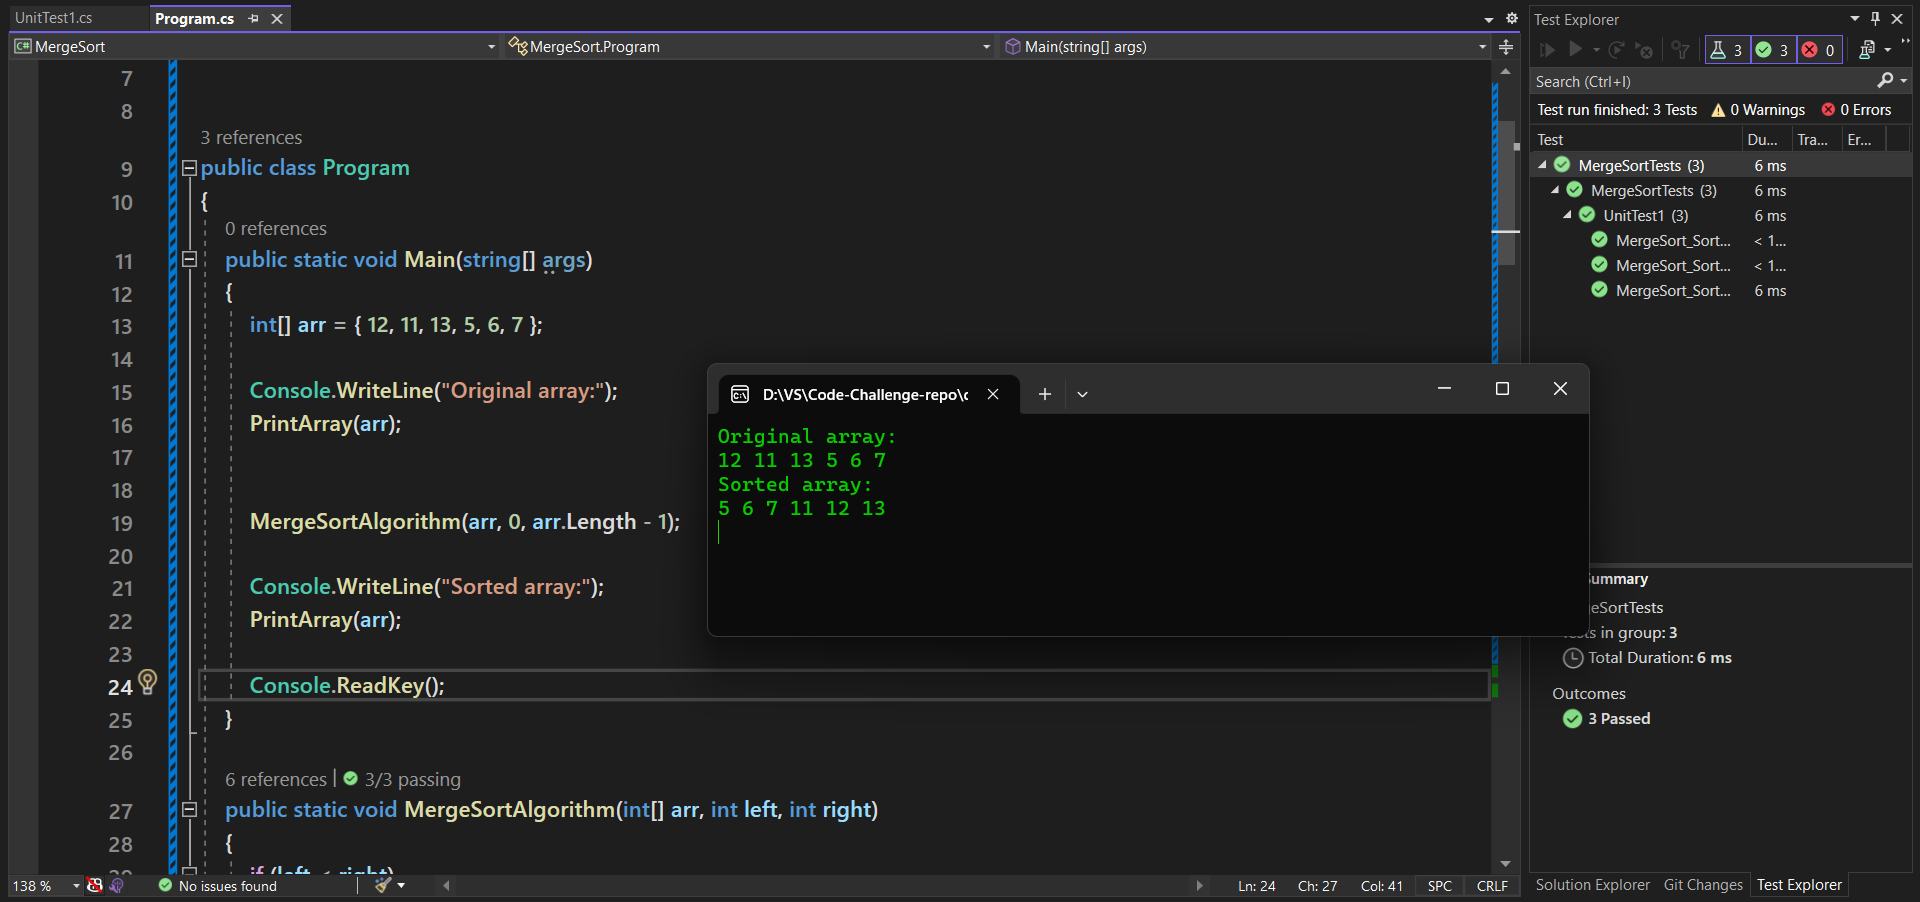 UnitTest1.cs
Program.cs
MergeSort
MergeSort.Program
Main(string[] args)
7
8
3 references
9 public class Program
10 {
0 references
11 public static void Main(string[] args)
12 {
13 int[] arr = { 12, 11, 13, 5, 6, 7 };
14
15 Console.WriteLine("Original array:");
16 PrintArray(arr);
17
18
19 MergeSortAlgorithm(arr, 0, arr.Length - 1);
20
21 Console.WriteLine("Sorted array:");
22 PrintArray(arr);
23
24 Console.ReadKey();
25 }
26
6 references | 3/3 passing
27 public static void MergeSortAlgorithm(int[] arr, int left, int right)
28 {
138 %
No issues found
Ln: 24 Ch: 27 Col: 41 SPC CRLF
D:\VS\Code-Challenge-repo\c
Original array:
12 11 13 5 6 7
Sorted array:
5 6 7 11 12 13
Test Explorer
3 3 0
Search (Ctrl+I)
Test run finished: 3 Tests 0 Warnings 0 Errors
Test Du... Tra... Er...
MergeSortTests (3) 6 ms
MergeSortTests (3) 6 ms
UnitTest1 (3) 6 ms
MergeSort_Sort... < 1...
MergeSort_Sort... < 1...
MergeSort_Sort... 6 ms
Summary
eSortTests
in group: 3
Total Duration: 6 ms
Outcomes
3 Passed
Solution Explorer Git Changes Test Explorer